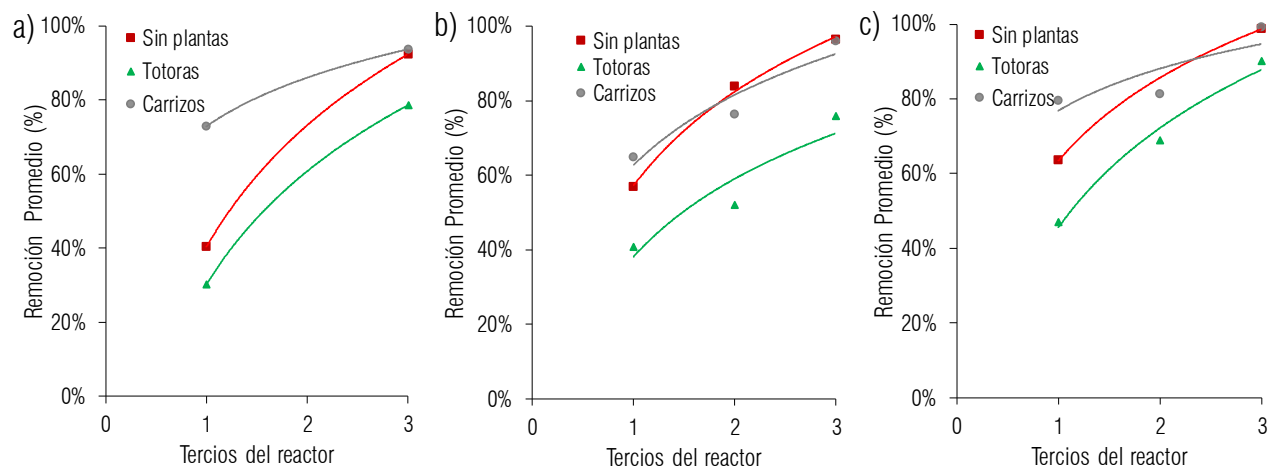 a)
Remoción Promedio (%)
100%
80%
60%
40%
20%
0%
Sin plantas
Totoras
Carrizos
0 1 2 3
Tercios del reactor
b)
Remoción Promedio (%)
100%
80%
60%
40%
20%
0%
Sin plantas
Totoras
Carrizos
0 1 2 3
Tercios del reactor
c)
Remoción Promedio (%)
100%
80%
60%
40%
20%
0%
Sin plantas
Totoras
Carrizos
0 1 2 3
Tercios del reactor